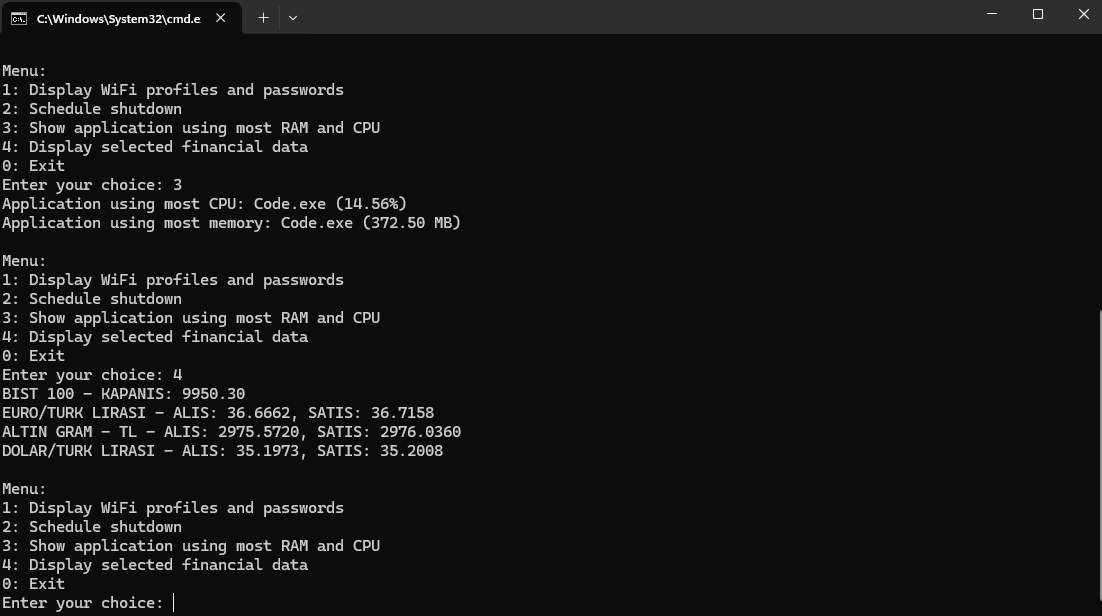 C:\Windows\System32\cmd.e
Menu:
1: Display WiFi profiles and passwords
2: Schedule shutdown
3: Show application using most RAM and CPU
4: Display selected financial data
0: Exit
Enter your choice: 3
Application using most CPU: Code.exe (14.56%)
Application using most memory: Code.exe (372.50 MB)
Menu:
1: Display WiFi profiles and passwords
2: Schedule shutdown
3: Show application using most RAM and CPU
4: Display selected financial data
0: Exit
Enter your choice: 4
BIST 100 - KAPANIS: 9950.30
EURO/TURK LIRASI - ALIS: 36.6662, SATIS: 36.7158
ALTIN GRAM - TL - ALIS: 2975.5720, SATIS: 2976.0360
DOLAR/TURK LIRASI - ALIS: 35.1973, SATIS: 35.2008
Menu:
1: Display WiFi profiles and passwords
2: Schedule shutdown
3: Show application using most RAM and CPU
4: Display selected financial data
0: Exit
Enter your choice: